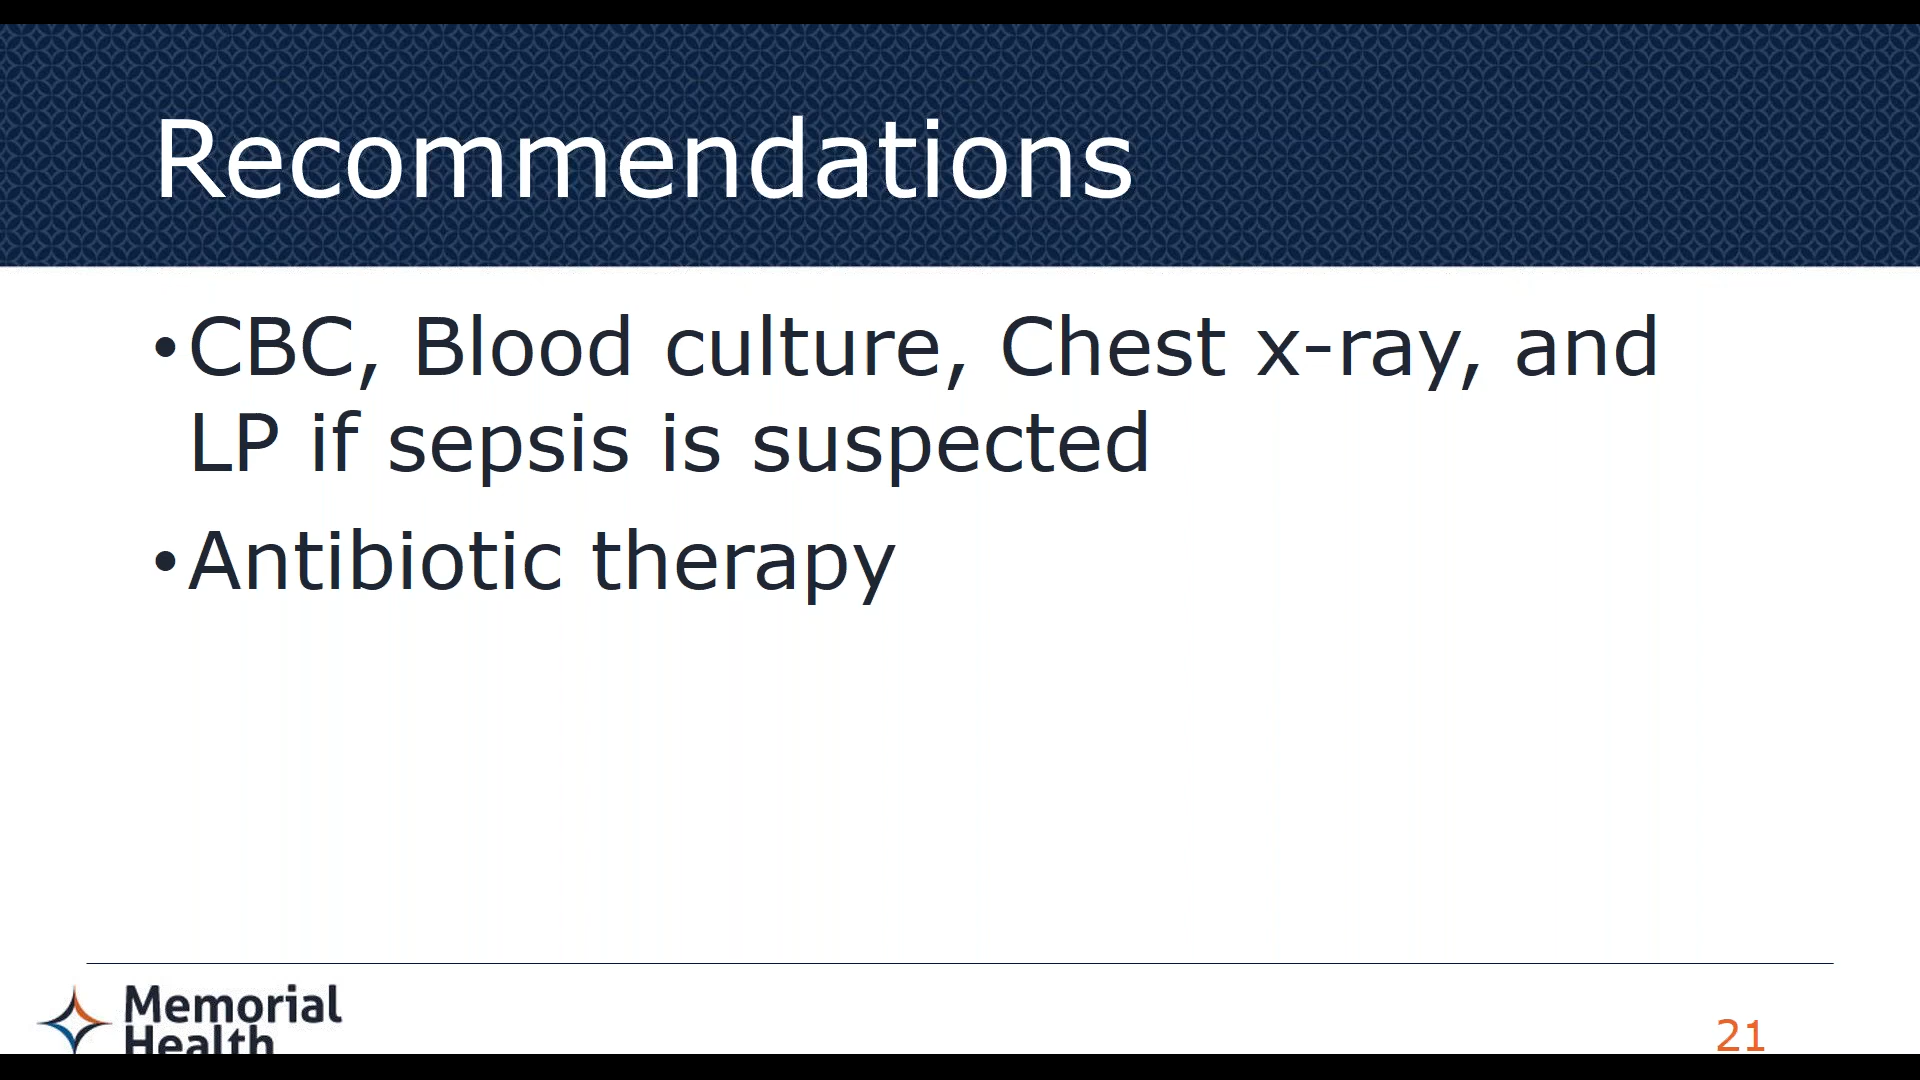 Recommendations
•CBC, Blood culture, Chest x-ray, and
LP if sepsis is suspected
•Antibiotic therapy
Memorial
Health
21